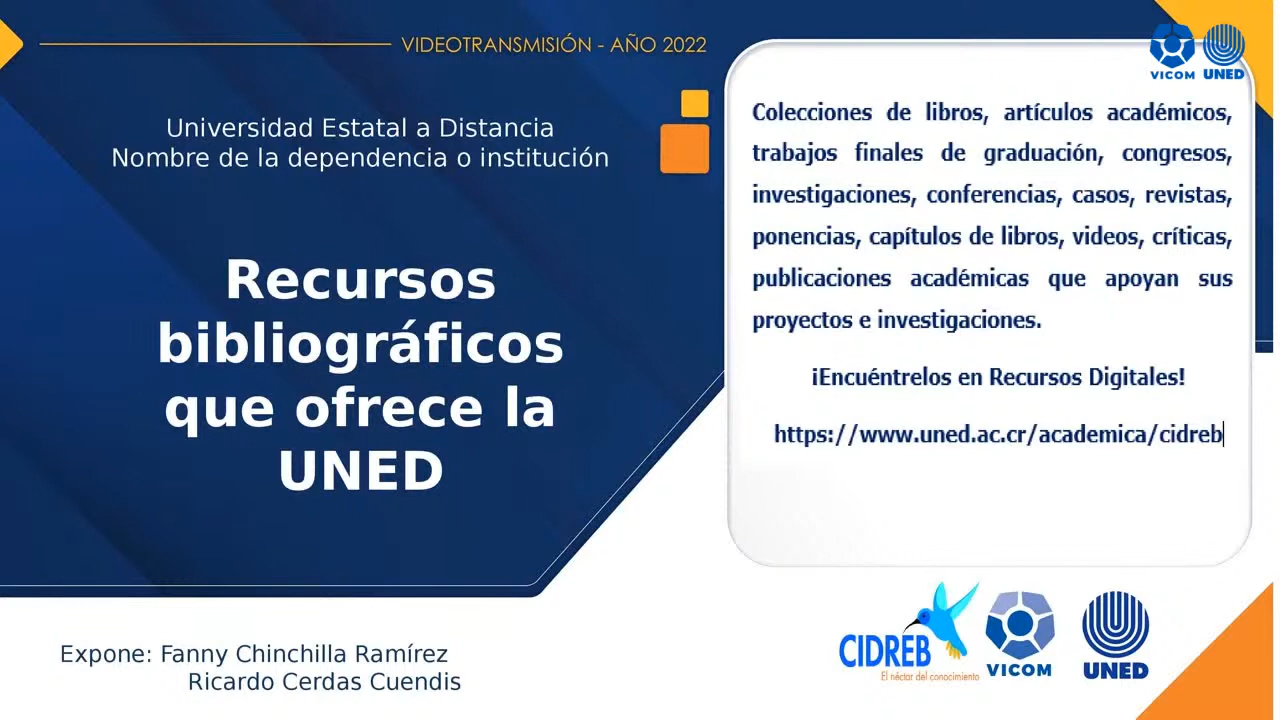 VIDEOTRANSMISIÓN - AÑO 2022
VICOM UNED
Universidad Estatal a Distancia
Nombre de la dependencia o institución
Recursos
bibliográficos
que ofrece la
UNED
Colecciones de libros, artículos académicos,
trabajos finales de graduación, congresos,
investigaciones, conferencias, casos, revistas,
ponencias, capítulos de libros, videos, críticas,
publicaciones académicas que apoyan sus
proyectos e investigaciones.
¡Encuéntrelos en Recursos Digitales!
https://www.uned.ac.cr/academica/cidreb
Expone: Fanny Chinchilla Ramírez
Ricardo Cerdas Cuendis
CIDREB
El néctar del conocimiento
VICOM
UNED